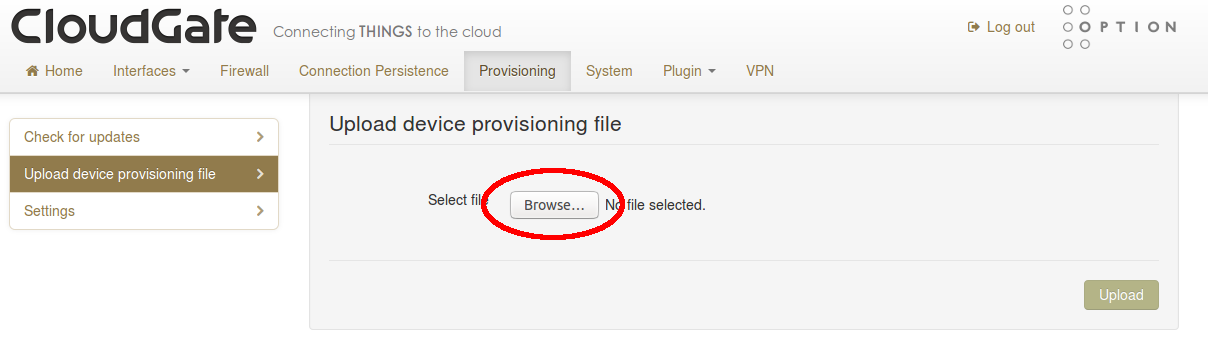 CloudGate Connecting THINGS to the cloud
Log out
OPTION
Home Interfaces Firewall Connection Persistence Provisioning System Plugin VPN
Check for updates
Upload device provisioning file
Settings
Upload device provisioning file
Select file Browse... No file selected.
Upload